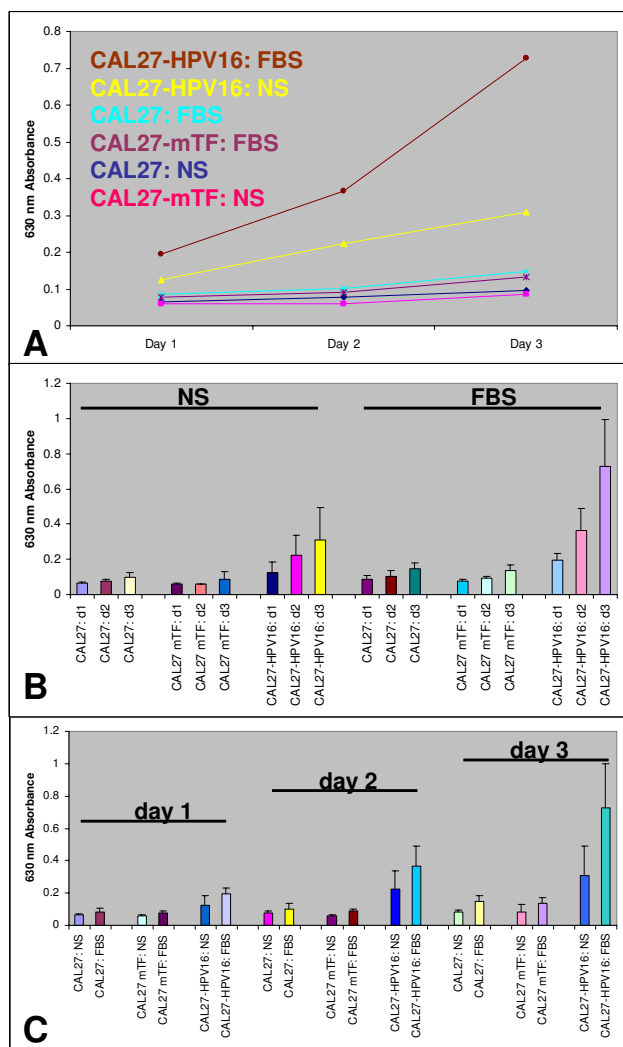 0.8
0.7
0.6
0.5
0.4
0.3
0.2
0.1
0
630 nm Absorbance
CAL27-HPV16: FBS
CAL27-HPV16: NS
CAL27: FBS
CAL27-mTF: FBS
CAL27: NS
CAL27-mTF: NS
Day 1
Day 2
Day 3
A
1.2
1
0.8
0.6
0.4
0.2
0
630 nm Absorbance
NS
FBS
CAL27: d1
CAL27: d2
CAL27: d3
CAL27 mTF: d1
CAL27 mTF: d2
CAL27 mTF: d3
CAL27-HPV16: d1
CAL27-HPV16: d2
CAL27-HPV16: d3
CAL27: d1
CAL27: d2
CAL27: d3
CAL27 mTF: d1
CAL27 mTF: d2
CAL27 mTF: d3
CAL27-HPV16: d1
CAL27-HPV16: d2
CAL27-HPV16: d3
B
1.2
1
0.8
0.6
0.4
0.2
0
630 nm Absorbance
day 1
day 2
day 3
CAL27: NS
CAL27: FBS
CAL27 mTF: NS
CAL27 mTF: FBS
CAL27-HPV16: NS
CAL27-HPV16: FBS
CAL27: NS
CAL27: FBS
CAL27 mTF: NS
CAL27 mTF: FBS
CAL27-HPV16: NS
CAL27-HPV16: FBS
CAL27: NS
CAL27: FBS
CAL27 mTF: NS
CAL27 mTF: FBS
CAL27-HPV16: NS
CAL27-HPV16: FBS
C